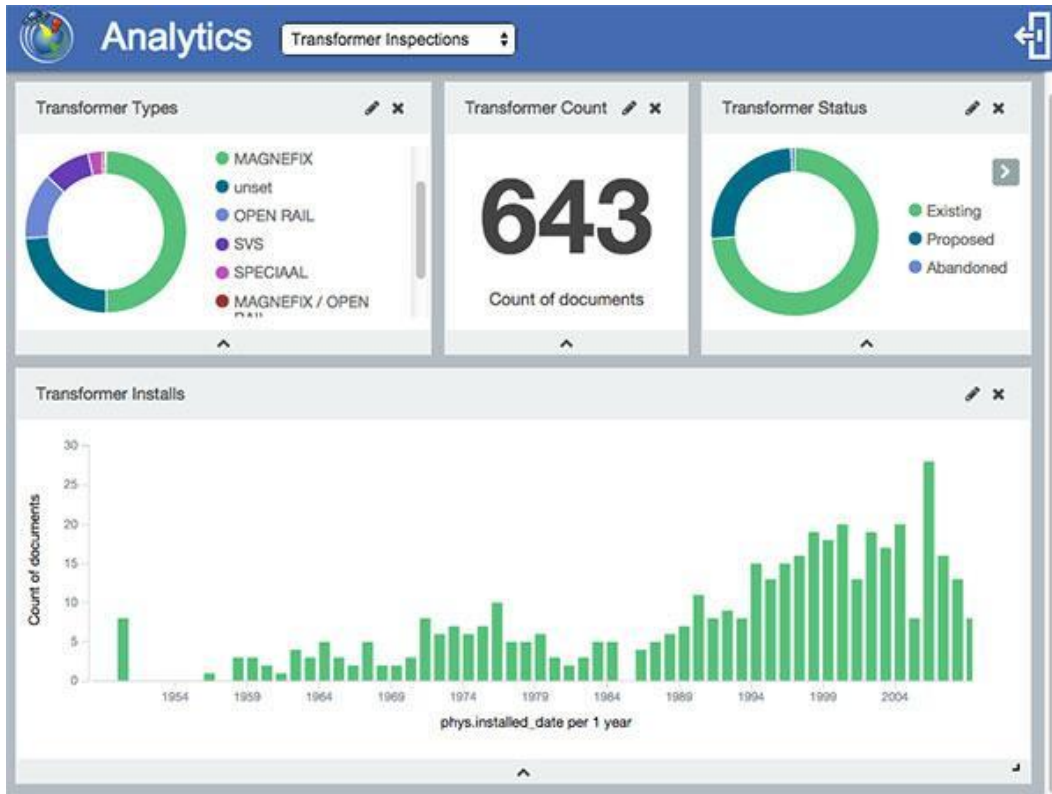 Analytics
Transformer Inspections
Transformer Types
MAGNEFIX
unset
OPEN RAIL
SVS
SPECIAAL
MAGNEFIX / OPEN
Transformer Count
643
Count of documents
Transformer Status
Existing
Proposed
Abandoned
Transformer Installs
Count of documents
30
25
20
15
10
5
0
1954 1959 1964 1969 1974 1979 1984 1989 1994 1999 2004
phys.installed_date per 1 year